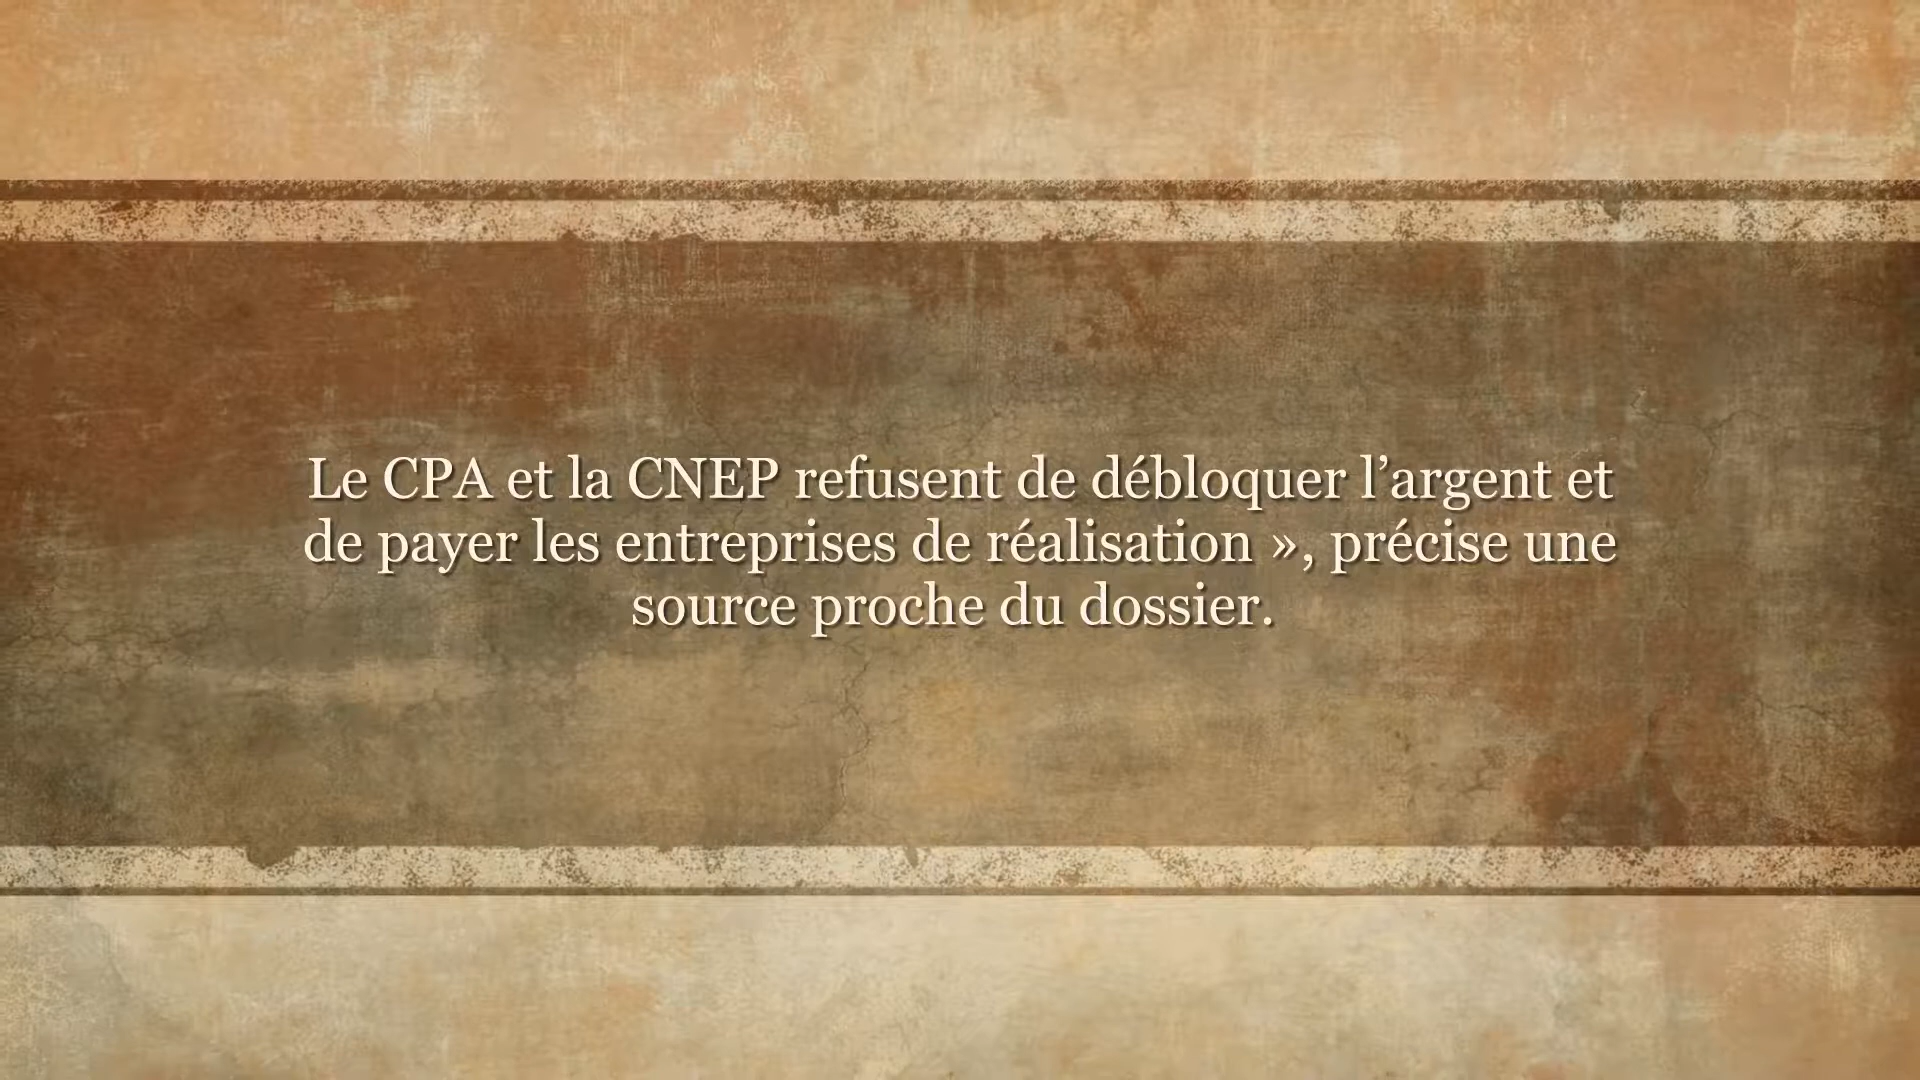 Le CPA et la CNEP refusent de débloquer l’argent et
de payer les entreprises de réalisation », précise une
source proche du dossier.